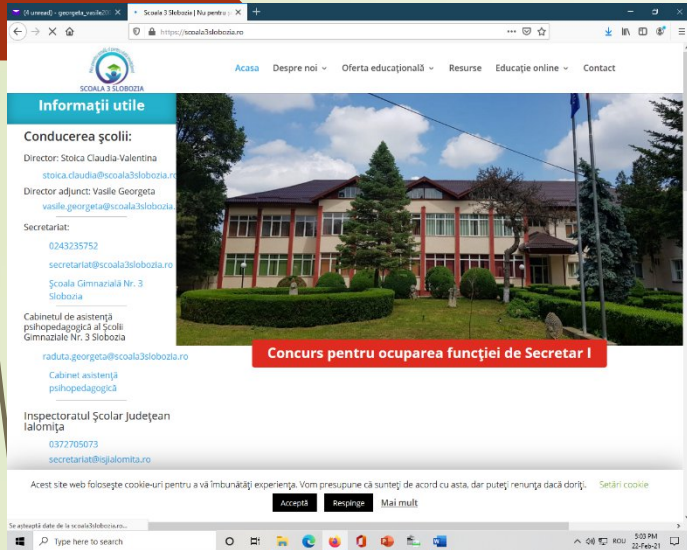 (4 unread) - georgeta_vasile200
Scoala 3 Slobozia | Nu pentru
https://scoala3slobozia.ro
SCOALA 3 SLOBOZIA
Acasa Despre noi Oferta educațională Resurse Educație online Contact
Informații utile
Conducerea școlii:
Director: Stoica Claudia-Valentina
stoica.claudia@scoala3slobozia.ro
Director adjunct: Vasile Georgeta
vasile.georgeta@scoala3slobozia.
Secretariat:
0243235752
secretariat@scoala3slobozia.ro
Școala Gimnazială Nr. 3
Slobozia
Cabinetul de asistență
psihopedagogică al Școlii
Gimnaziale Nr. 3 Slobozia
raduta.georgeta@scoala3slobozia.ro
Cabinet asistență
psihopedagogică
Inspectoratul Școlar Județean
Ialomița
0372705073
secretariat@isjialomita.ro
Concurs pentru ocuparea funcției de Secretar I
Acest site web folosește cookie-uri pentru a vă îmbunătăți experiența. Vom presupune că sunteți de acord cu asta, dar puteți renunța dacă doriți. Setări cookie
Acceptă Respinge Mai mult
Se așteaptă date de la scoala3slobozia.ro...
Type here to search
ROU
5:03 PM
22-Feb-21